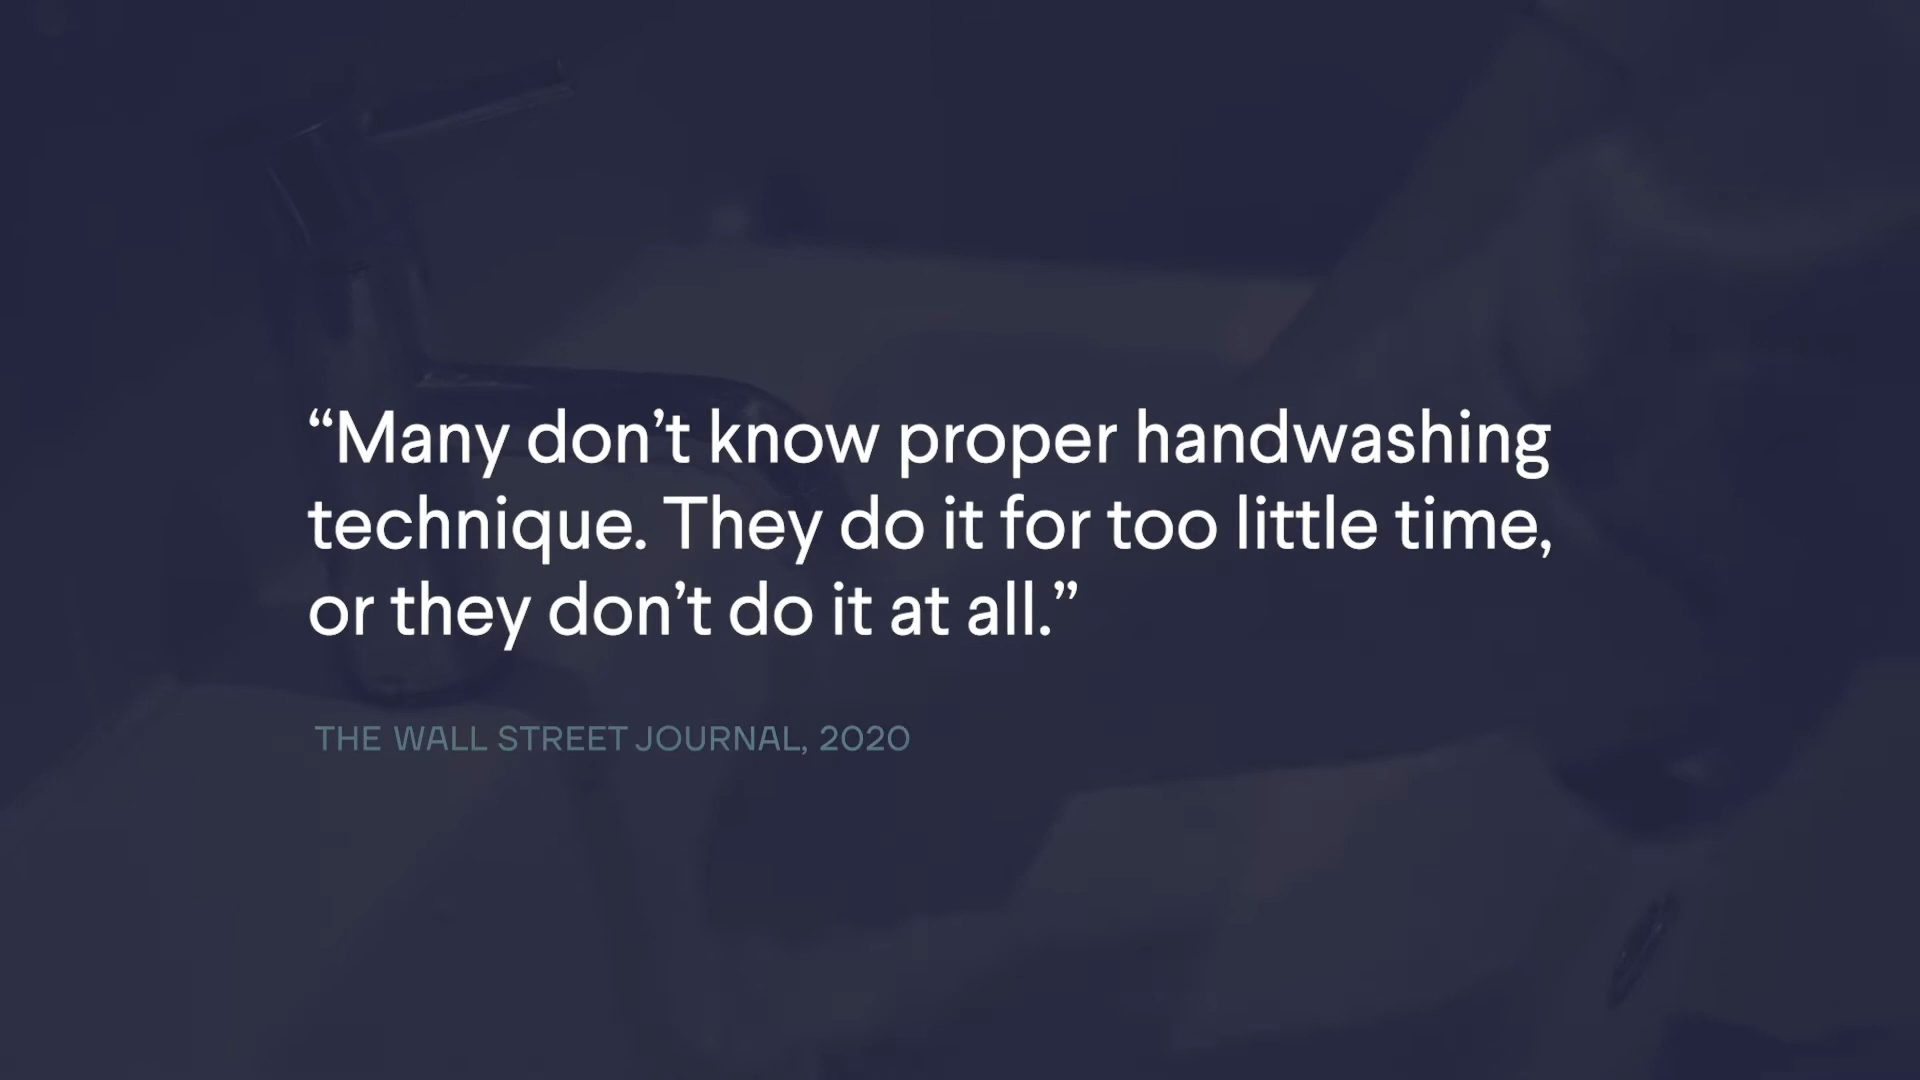 “Many don’t know proper handwashing
technique. They do it for too little time,
or they don’t do it at all.”
THE WALL STREET JOURNAL, 2020